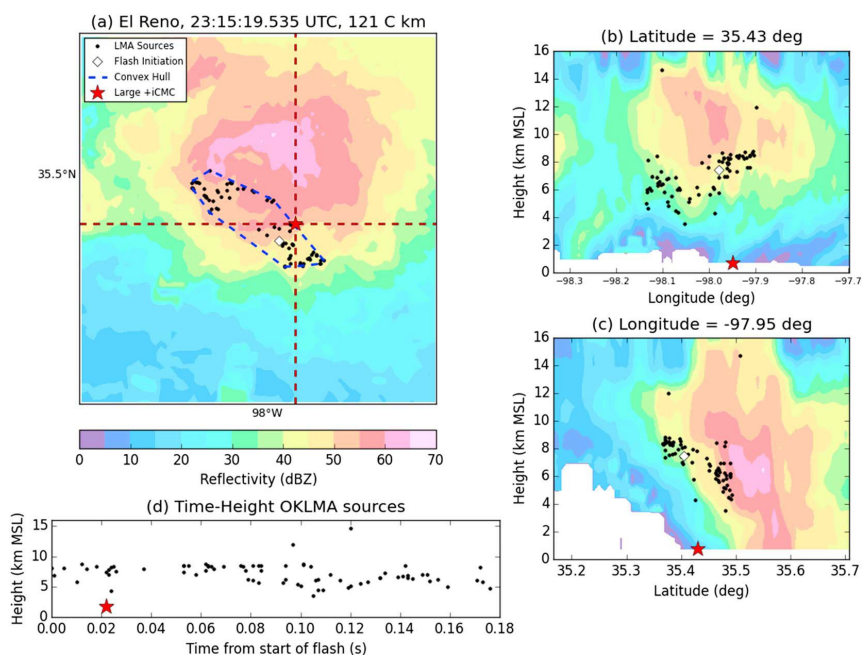 (a) El Reno, 23:15:19.535 UTC, 121 C km
LMA Sources
Flash Initiation
Convex Hull
Large +iCMC
35.5°N
98°W
0 10 20 30 40 50 60 70
Reflectivity (dBZ)
(b) Latitude = 35.43 deg
Height (km MSL)
16
14
12
10
8
6
4
2
0
−98.3 −98.2 −98.1 −98.0 −97.9 −97.8 −97.7
Longitude (deg)
(c) Longitude = -97.95 deg
Height (km MSL)
16
14
12
10
8
6
4
2
0
35.2 35.3 35.4 35.5 35.6 35.7
Latitude (deg)
(d) Time-Height OKLMA sources
Height (km MSL)
15
10
5
0
0.00 0.02 0.04 0.06 0.08 0.10 0.12 0.14 0.16 0.18
Time from start of flash (s)